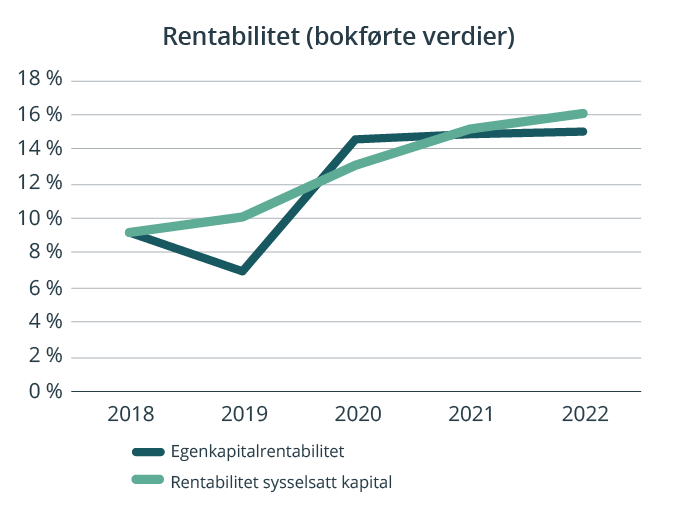 Rentabilitet (bokførte verdier)
18 %
16 %
14 %
12 %
10 %
8 %
6 %
4 %
2 %
0 %
2018 2019 2020 2021 2022
Egenkapitalrentabilitet
Rentabilitet sysselsatt kapital